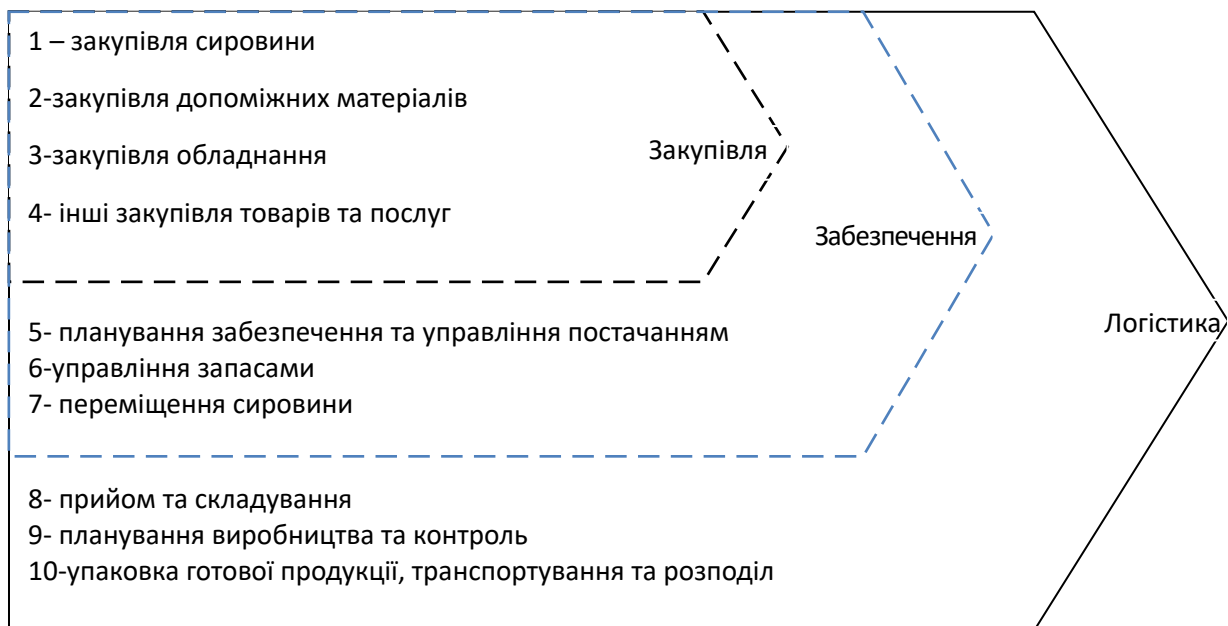 1 – закупівля сировини
2-закупівля допоміжних матеріалів
3-закупівля обладнання
Закупівля
4- інші закупівля товарів та послуг
Забезпечення
5- планування забезпечення та управління постачанням
Логістика
6-управління запасами
7- переміщення сировини
8- прийом та складування
9- планування виробництва та контроль
10-упаковка готової продукції, транспортування та розподіл